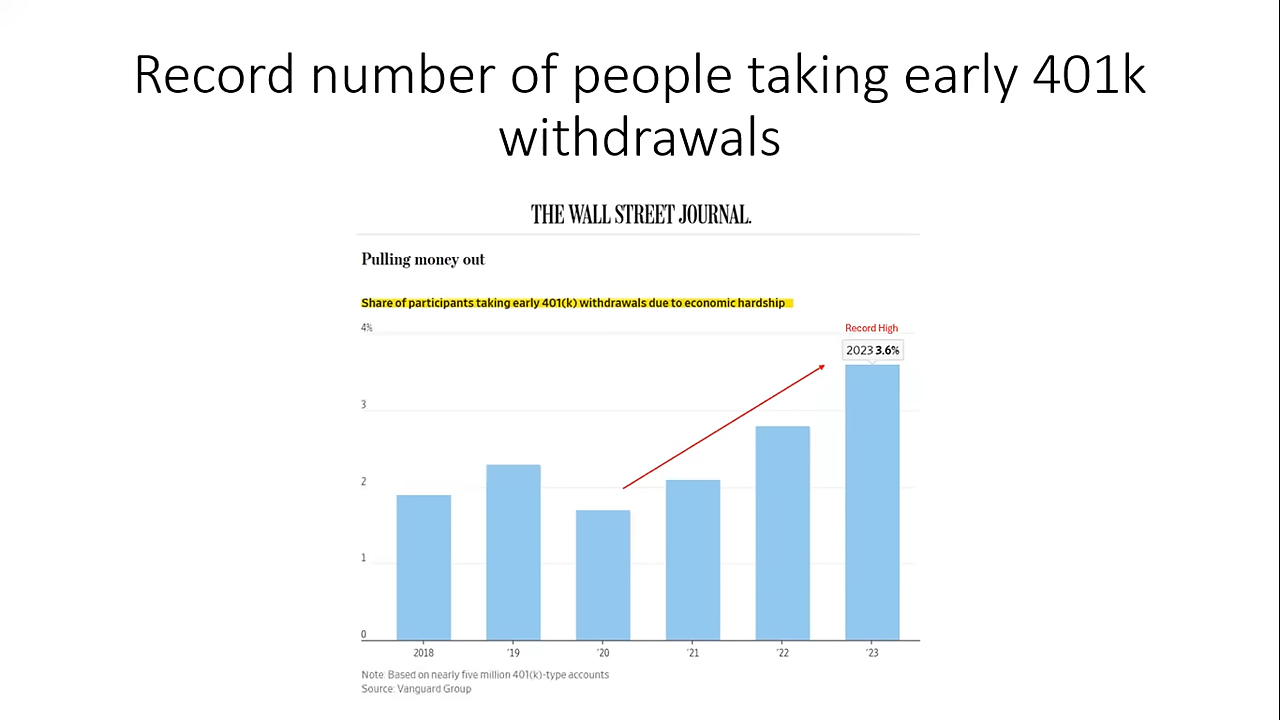 Record number of people taking early 401k
withdrawals
THE WALL STREET JOURNAL.
Pulling money out
Share of participants taking early 401(k) withdrawals due to economic hardship
4%
Record High
2023 3.6%
3
2
1
0
2018 '19 '20 '21 '22 '23
Note: Based on nearly five million 401(k)-type accounts
Source: Vanguard Group